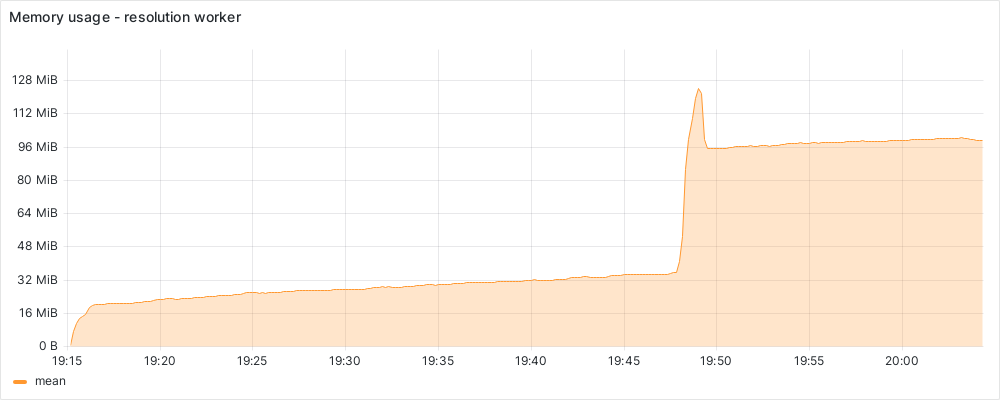 Memory usage - resolution worker
128 MiB
112 MiB
96 MiB
80 MiB
64 MiB
48 MiB
32 MiB
16 MiB
0 B
19:15 19:20 19:25 19:30 19:35 19:40 19:45 19:50 19:55 20:00
mean